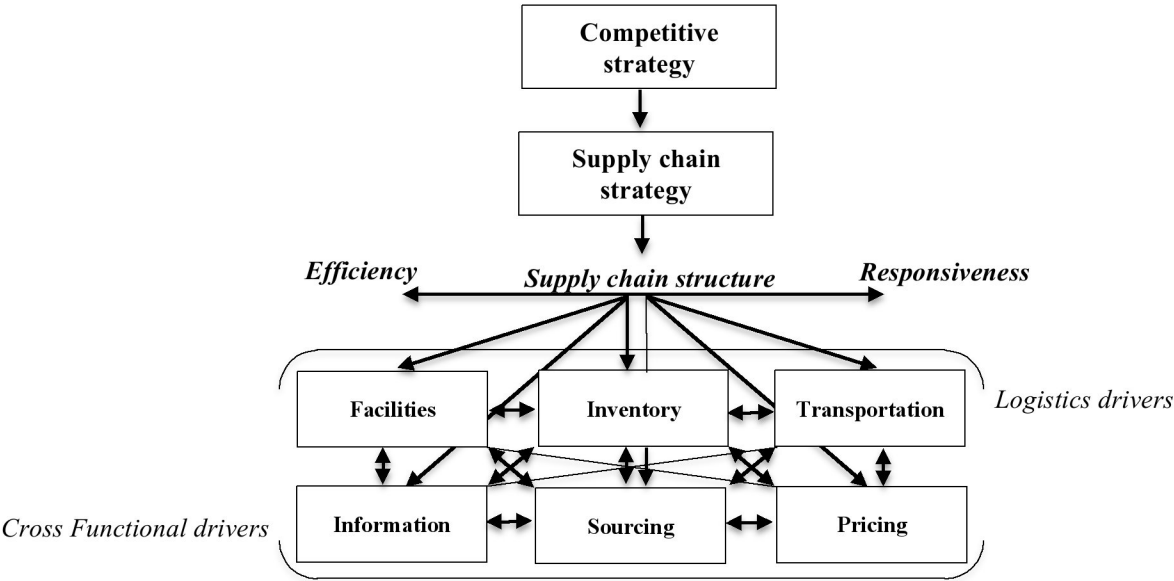 Competitive
strategy
Supply chain
strategy
Efficiency
Supply chain structure
Responsiveness
Facilities
Inventory
Transportation
Logistics drivers
Cross Functional drivers
Information
Sourcing
Pricing